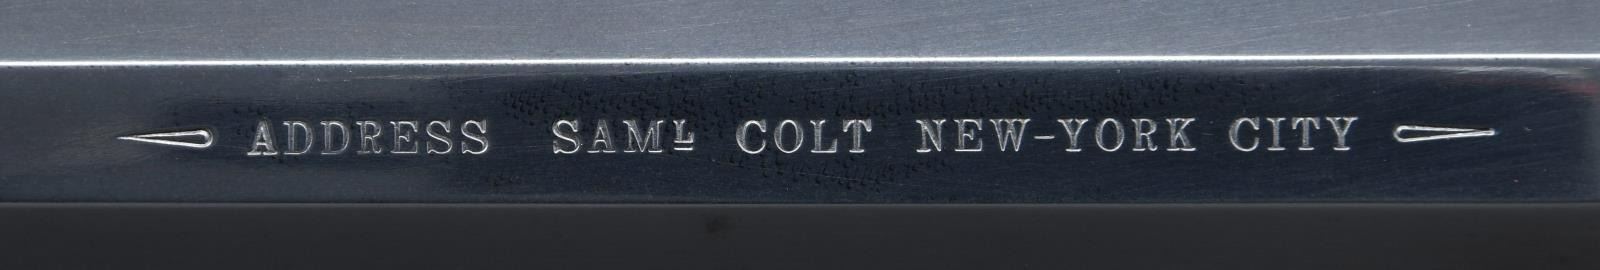 ADDRESS SAML COLT NEW-YORK CITY